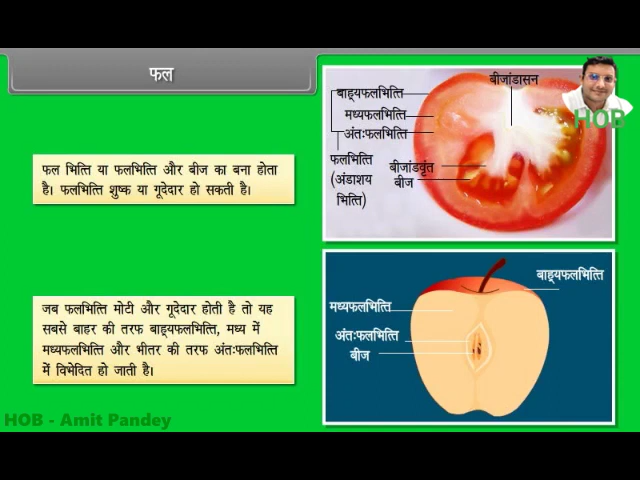 फल
फल भित्ति या फलभित्ति और बीज का बना होता
है। फलभित्ति शुष्क या गूदेदार हो सकती है।
बीजांडासन
बाह्यफलभित्ति
मध्यफलभित्ति
अंतःफलभित्ति
फलभित्ति
(अंडाशय
भित्ति)
बीजांडवृंत
बीज
HOB
जब फलभित्ति मोटी और गूदेदार होती है तो यह
सबसे बाहर की तरफ बाह्यफलभित्ति, मध्य में
मध्यफलभित्ति और भीतर की तरफ अंतःफलभित्ति
में विभेदित हो जाती है।
बाह्यफलभित्ति
मध्यफलभित्ति
अंतःफलभित्ति
बीज
HOB - Amit Pandey